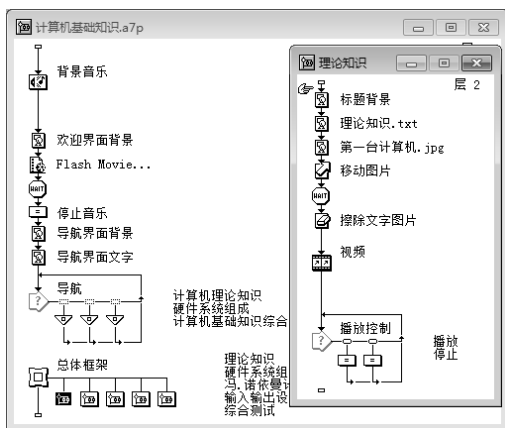 计算机基础知识.a7p
背景音乐
欢迎界面背景
Flash Movie...
WAIT
停止音乐
导航界面背景
导航界面文字
导航
计算机理论知识
硬件系统组成
计算机基础知识综合
总体框架
理论知识
硬件系统组
冯.诺依曼
输入输出设
综合测试
理论知识
层 2
标题背景
理论知识.txt
第一台计算机.jpg
移动图片
WAIT
擦除文字图片
视频
播放控制
播放
停止